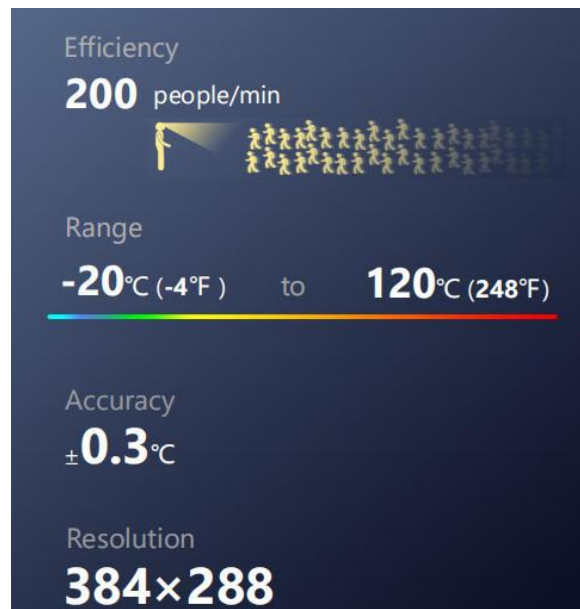 Efficiency
200 people/min
Range
-20℃ (-4℉ ) to 120℃ (248℉)
Accuracy
±0.3℃
Resolution
384×288